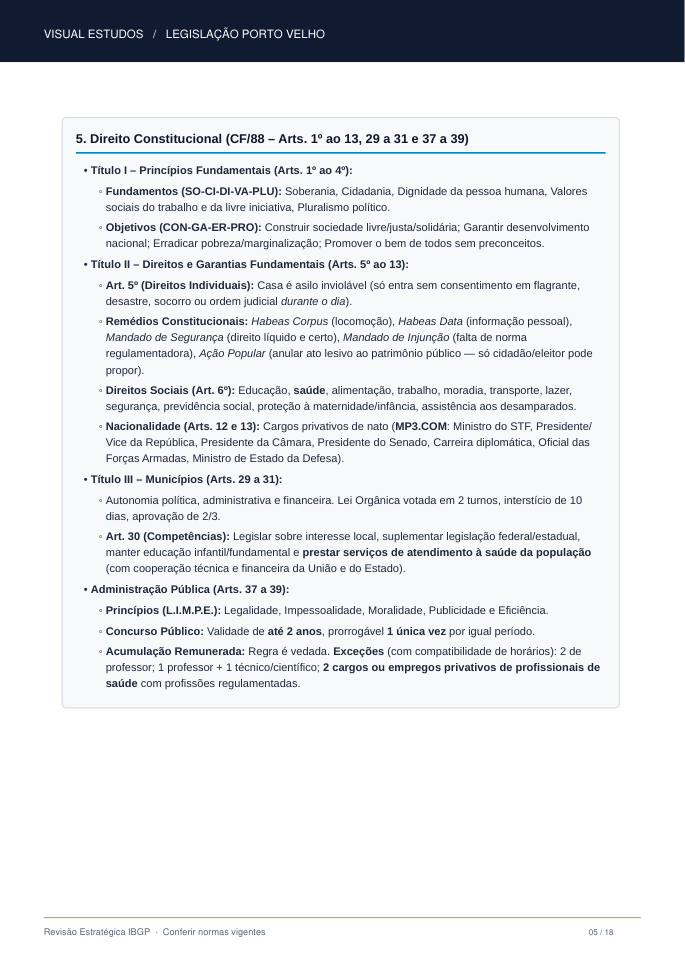 VISUAL ESTUDOS / LEGISLAÇÃO PORTO VELHO
5. Direito Constitucional (CF/88 – Arts. 1º ao 13, 29 a 31 e 37 a 39)
• Título I – Princípios Fundamentais (Arts. 1º ao 4º):
◦ Fundamentos (SO-CI-DI-VA-PLU): Soberania, Cidadania, Dignidade da pessoa humana, Valores
sociais do trabalho e da livre iniciativa, Pluralismo político.
◦ Objetivos (CON-GA-ER-PRO): Construir sociedade livre/justa/solidária; Garantir desenvolvimento
nacional; Erradicar pobreza/marginalização; Promover o bem de todos sem preconceitos.
• Título II – Direitos e Garantias Fundamentais (Arts. 5º ao 13):
◦ Art. 5º (Direitos Individuais): Casa é asilo inviolável (só entra sem consentimento em flagrante,
desastre, socorro ou ordem judicial durante o dia).
◦ Remédios Constitucionais: Habeas Corpus (locomoção), Habeas Data (informação pessoal),
Mandado de Segurança (direito líquido e certo), Mandado de Injunção (falta de norma
regulamentadora), Ação Popular (anular ato lesivo ao patrimônio público — só cidadão/eleitor pode
propor).
◦ Direitos Sociais (Art. 6º): Educação, saúde, alimentação, trabalho, moradia, transporte, lazer,
segurança, previdência social, proteção à maternidade/infância, assistência aos desamparados.
◦ Nacionalidade (Arts. 12 e 13): Cargos privativos de nato (MP3.COM: Ministro do STF, Presidente/
Vice da República, Presidente da Câmara, Presidente do Senado, Carreira diplomática, Oficial das
Forças Armadas, Ministro de Estado da Defesa).
• Título III – Municípios (Arts. 29 a 31):
◦ Autonomia política, administrativa e financeira. Lei Orgânica votada em 2 turnos, interstício de 10
dias, aprovação de 2/3.
◦ Art. 30 (Competências): Legislar sobre interesse local, suplementar legislação federal/estadual,
manter educação infantil/fundamental e prestar serviços de atendimento à saúde da população
(com cooperação técnica e financeira da União e do Estado).
• Administração Pública (Arts. 37 a 39):
◦ Princípios (L.I.M.P.E.): Legalidade, Impessoalidade, Moralidade, Publicidade e Eficiência.
◦ Concurso Público: Validade de até 2 anos, prorrogável 1 única vez por igual período.
◦ Acumulação Remunerada: Regra é vedada. Exceções (com compatibilidade de horários): 2 de
professor; 1 professor + 1 técnico/científico; 2 cargos ou empregos privativos de profissionais de
saúde com profissões regulamentadas.
Revisão Estratégica IBGP · Conferir normas vigentes
05 / 18